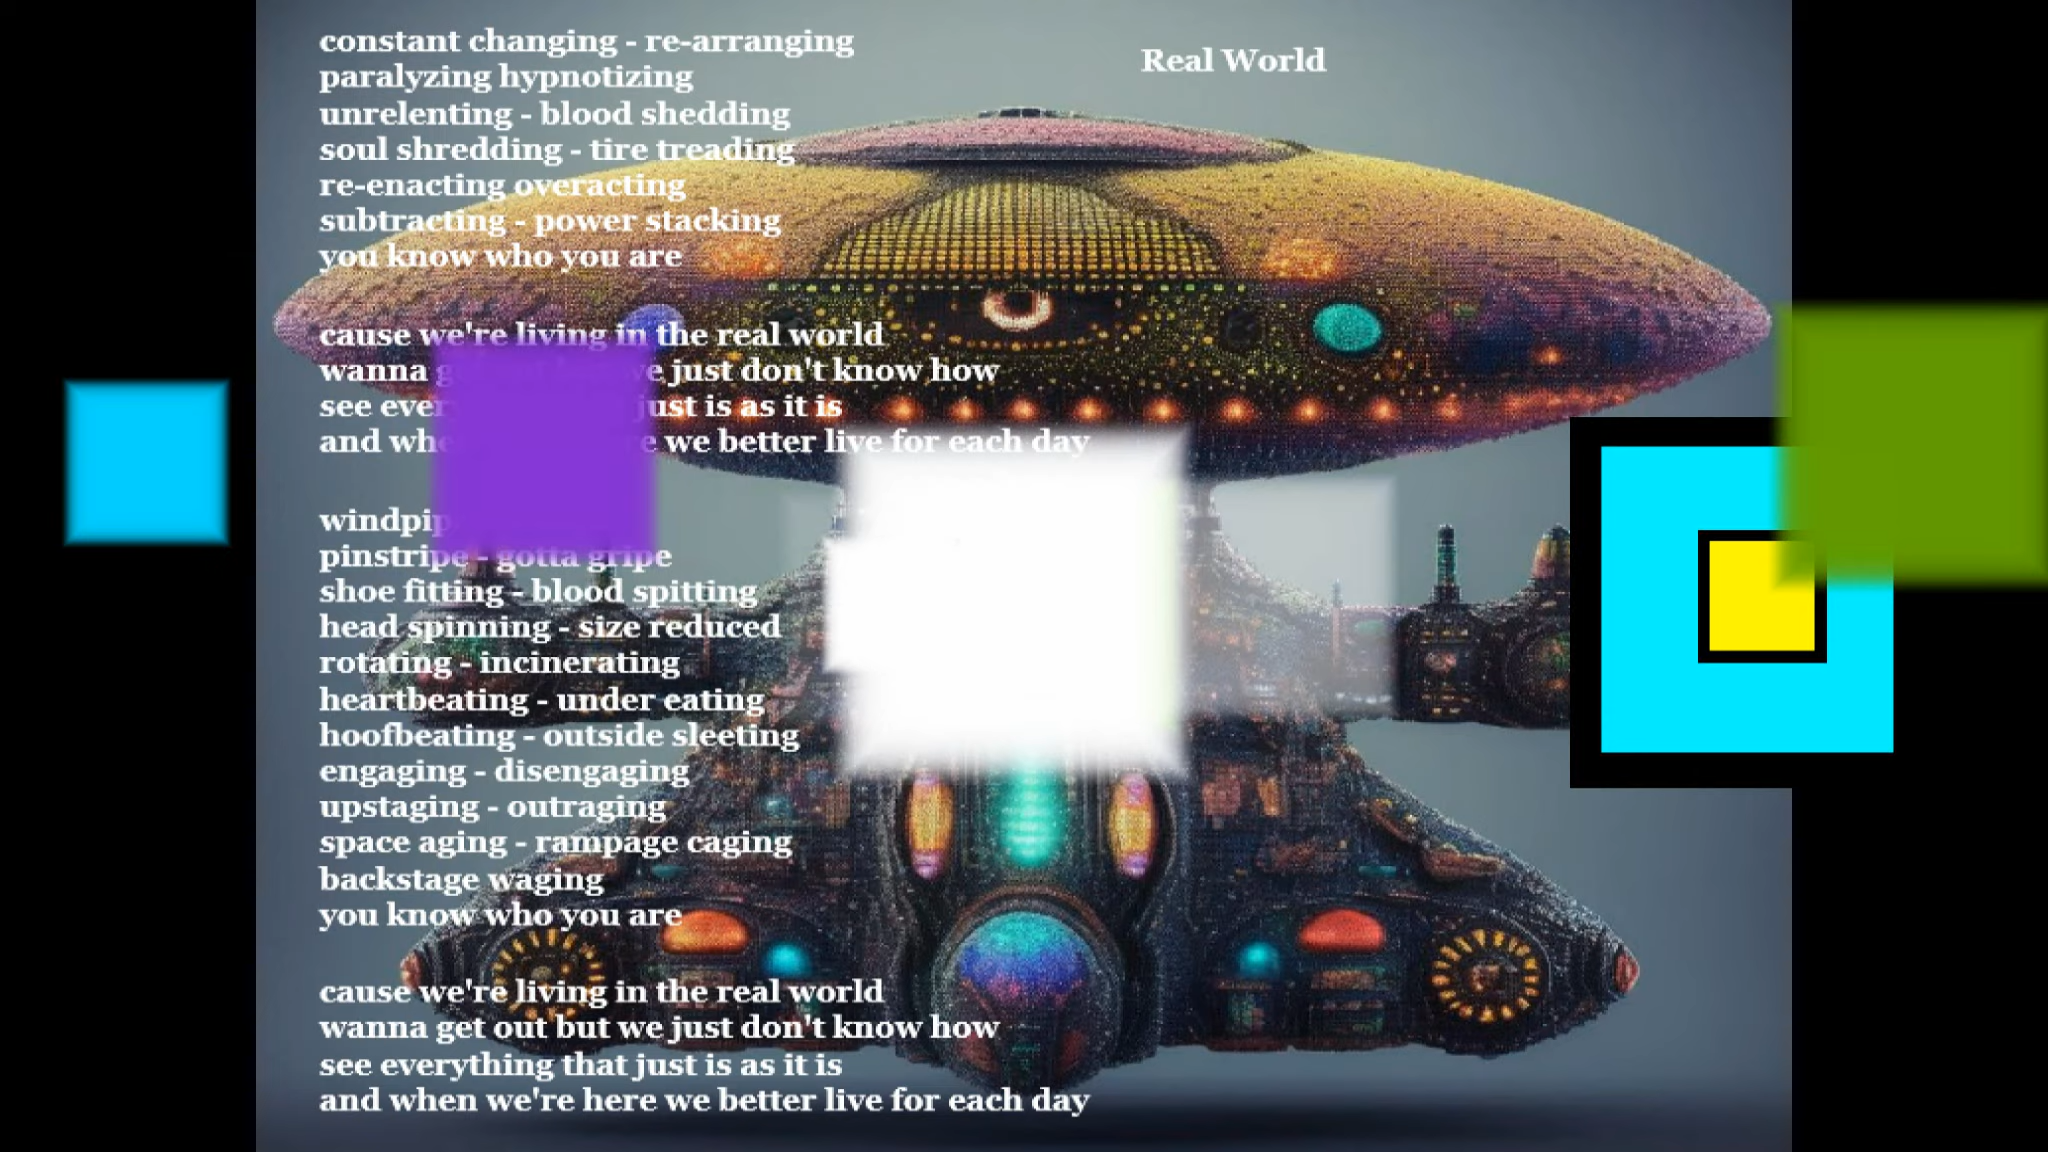 Real World
constant changing - re-arranging
paralyzing hypnotizing
unrelenting - blood shedding
soul shredding - tire treading
re-enacting overacting
subtracting - power stacking
you know who you are
cause we're living in the real world
wanna just don't know how
see just is as it is
and we better live for each day
pinstripe - gotta gripe
shoe fitting - blood spitting
head spinning - size reduced
rotating - incinerating
heartbeating - under eating
hoofbeating - outside sleeting
engaging - disengaging
upstaging - outraging
space aging - rampage caging
backstage waging
you know who you are
cause we're living in the real world
wanna get out but we just don't know how
see everything that just is as it is
and when we're here we better live for each day